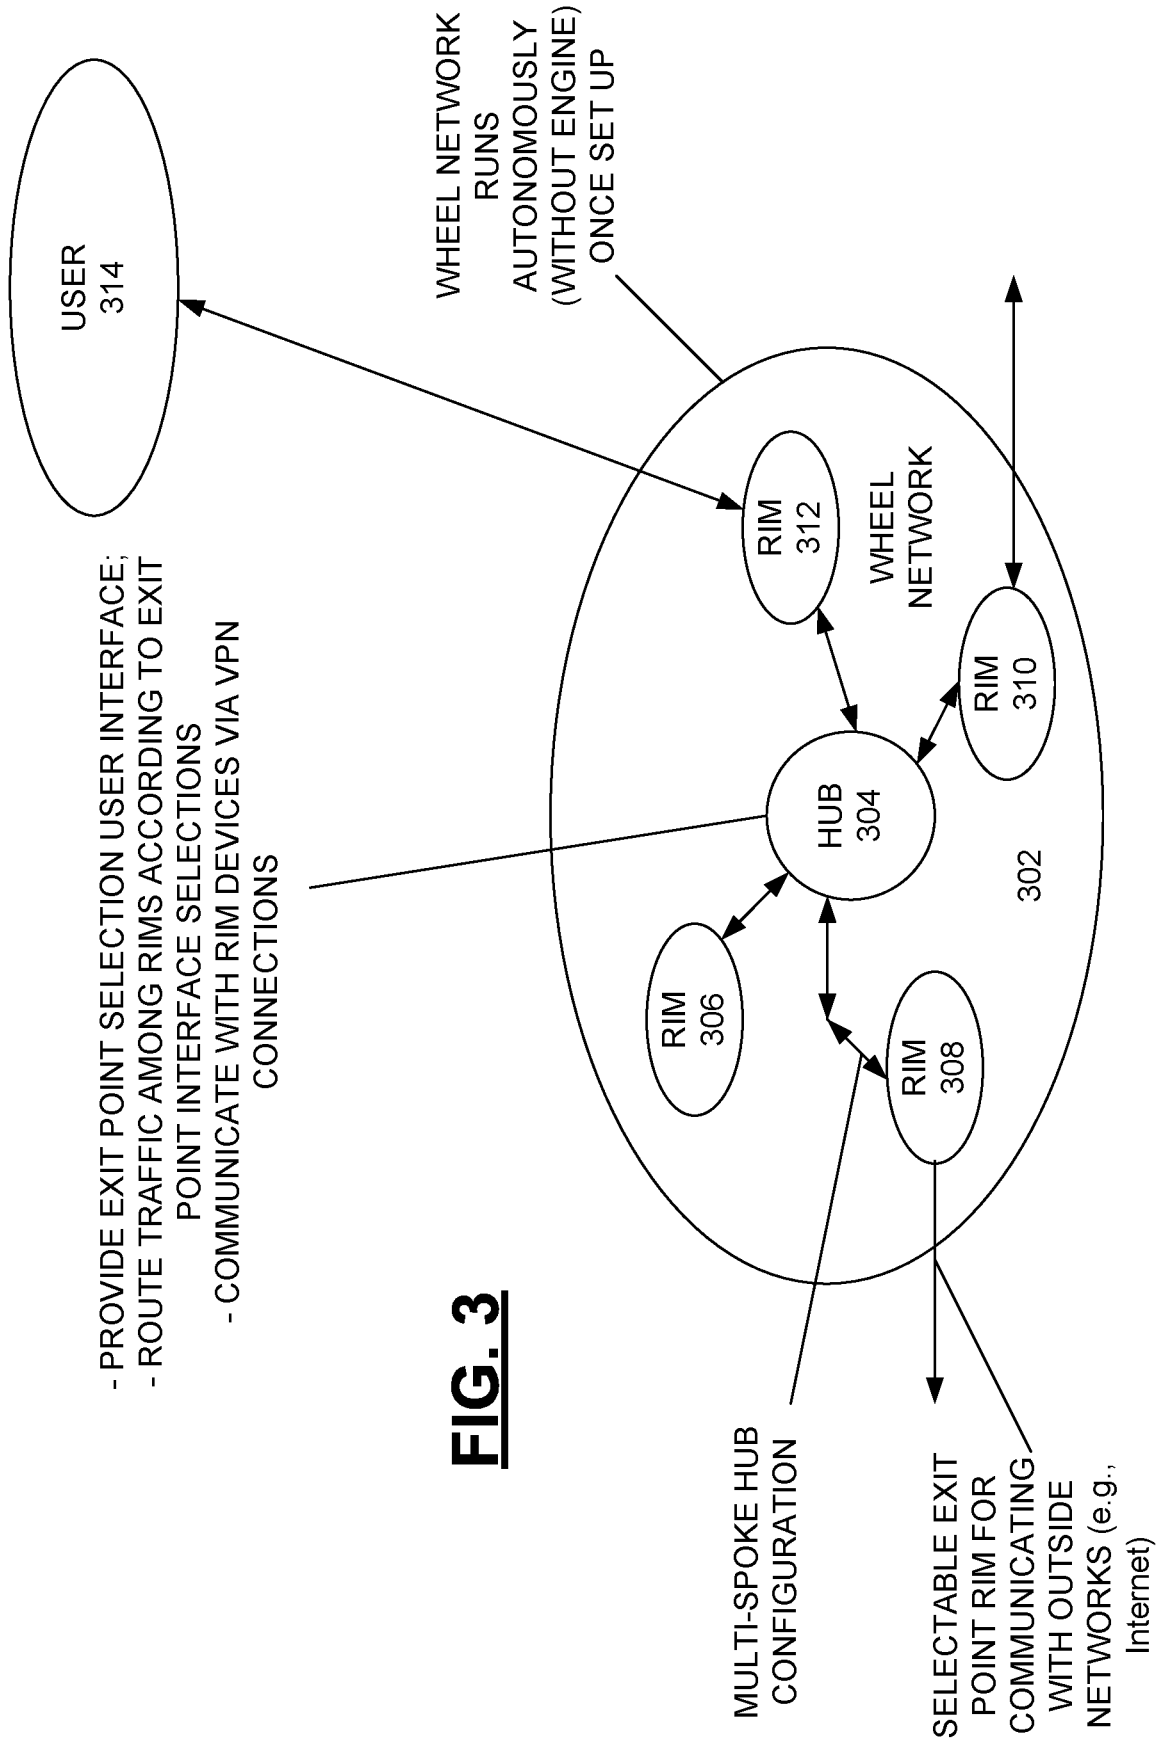 - PROVIDE EXIT POINT SELECTION USER INTERFACE;
- ROUTE TRAFFIC AMONG RIMS ACCORDING TO EXIT
POINT INTERFACE SELECTIONS
- COMMUNICATE WITH RIM DEVICES VIA VPN
CONNECTIONS
USER
314
WHEEL NETWORK
RUNS
AUTONOMOUSLY
(WITHOUT ENGINE)
ONCE SET UP
FIG. 3
RIM
306
RIM
312
HUB
304
WHEEL
NETWORK
RIM
308
RIM
310
302
MULTI-SPOKE HUB
CONFIGURATION
SELECTABLE EXIT
POINT RIM FOR
COMMUNICATING
WITH OUTSIDE
NETWORKS (e.g.,
Internet)